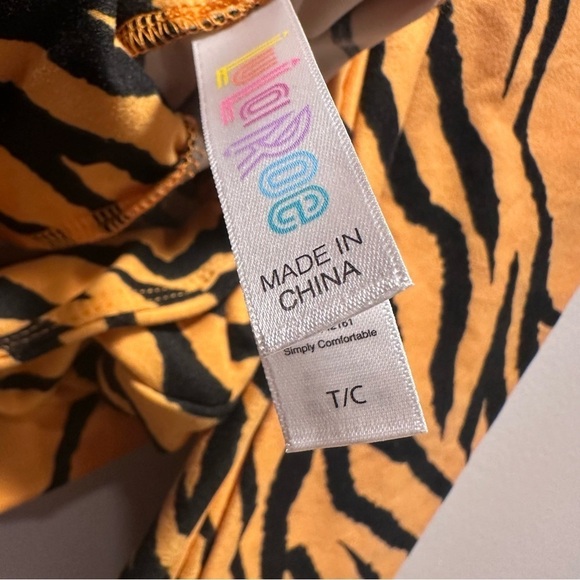 LuLaRoe
MADE IN
CHINA
Simply Comfortable
T/C